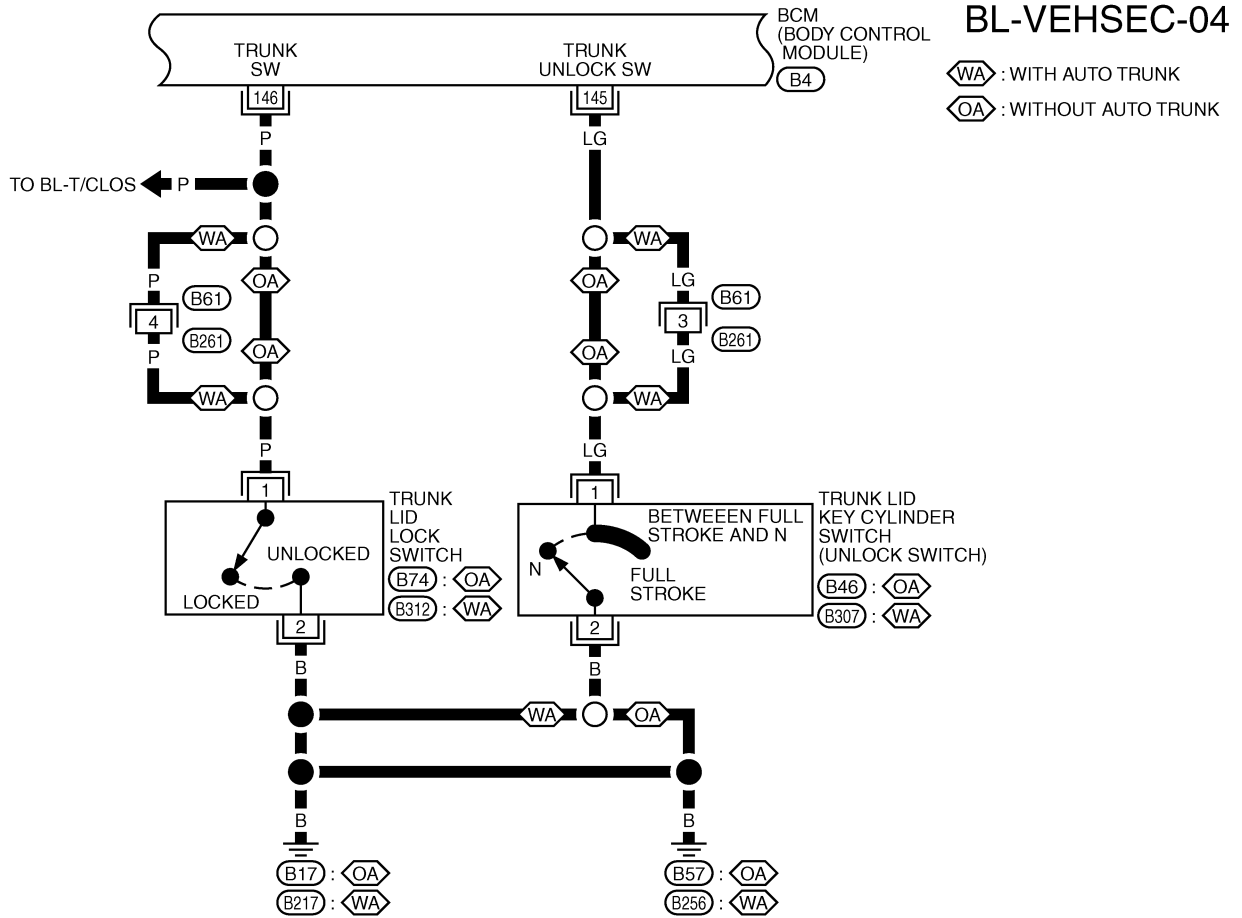 BL-VEHSEC-04
BCM
(BODY CONTROL
MODULE)
B4
TRUNK
SW
TRUNK
UNLOCK SW
WA : WITH AUTO TRUNK
OA : WITHOUT AUTO TRUNK
146
145
P
LG
TO BL-T/CLOS
P
WA
WA
OA
OA
P
LG
B61
B61
4
3
B261
B261
P
LG
OA
OA
WA
WA
P
LG
1
1
TRUNK
LID
LOCK
SWITCH
B74 : OA
B312 : WA
UNLOCKED
LOCKED
BETWEEEN FULL
STROKE AND N
N
FULL
STROKE
TRUNK LID
KEY CYLINDER
SWITCH
(UNLOCK SWITCH)
B46 : OA
B307 : WA
2
2
B
B
WA
OA
B
B
B17 : OA
B217 : WA
B57 : OA
B256 : WA